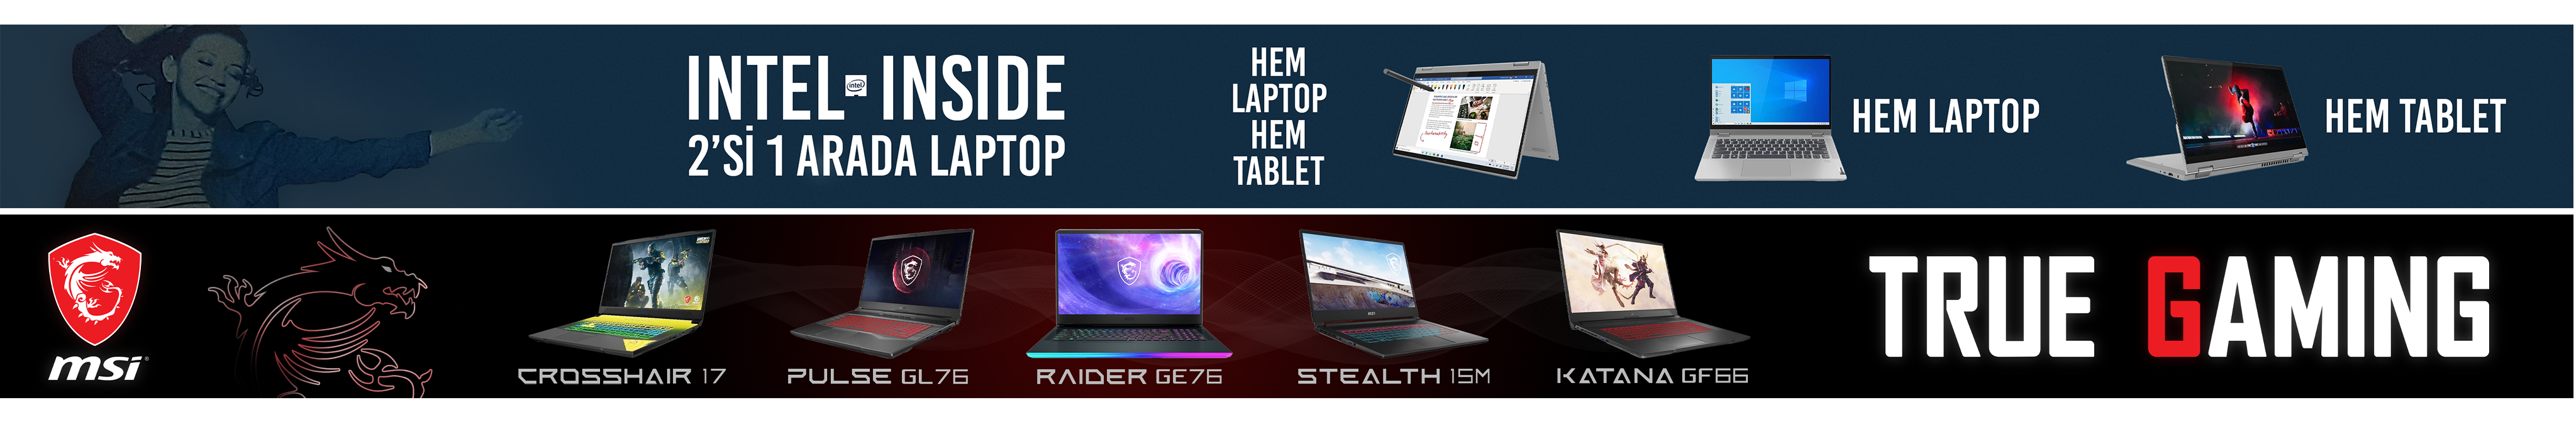 INTEL intel INSIDE
2'Sİ 1 ARADA LAPTOP
HEM
LAPTOP
HEM
TABLET
HEM LAPTOP
HEM TABLET
msi
CROSSHAIR 17
PULSE GL76
RAIDER GE76
STEALTH 15M
KATANA GF66
TRUE GAMING